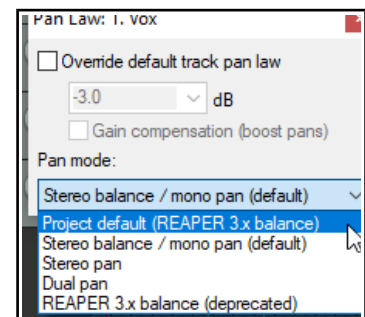 Pan Law: 1. Vox
Override default track pan law
-3.0 dB
Gain compensation (boost pans)
Pan mode:
Stereo balance / mono pan (default)
Project default (REAPER 3.x balance)
Stereo balance / mono pan (default)
Stereo pan
Dual pan
REAPER 3.x balance (deprecated)